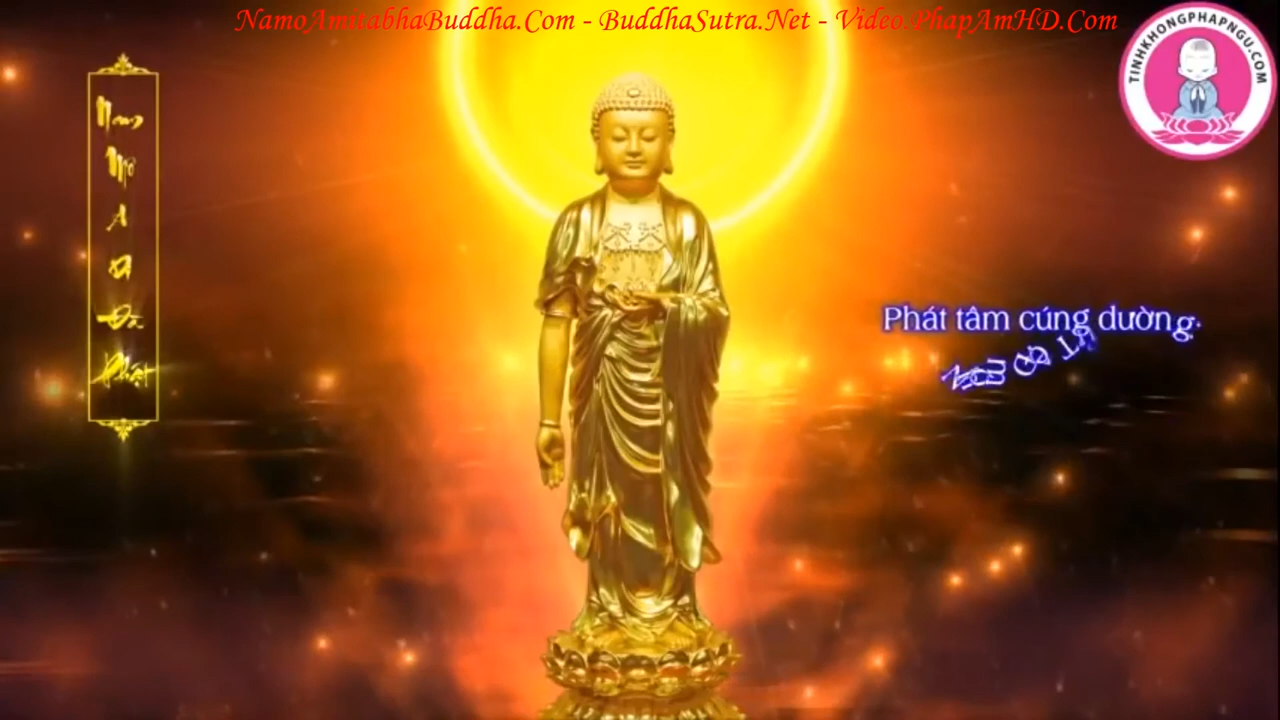 NamoAmitabhaBuddha.Com - BuddhaSutra.Net - Video.PhapAmHD.Com
TINHKHONGPHAPNGU.COM
Nam
Mô
A
Di
Đà
Phật
Phát tâm cúng dường.